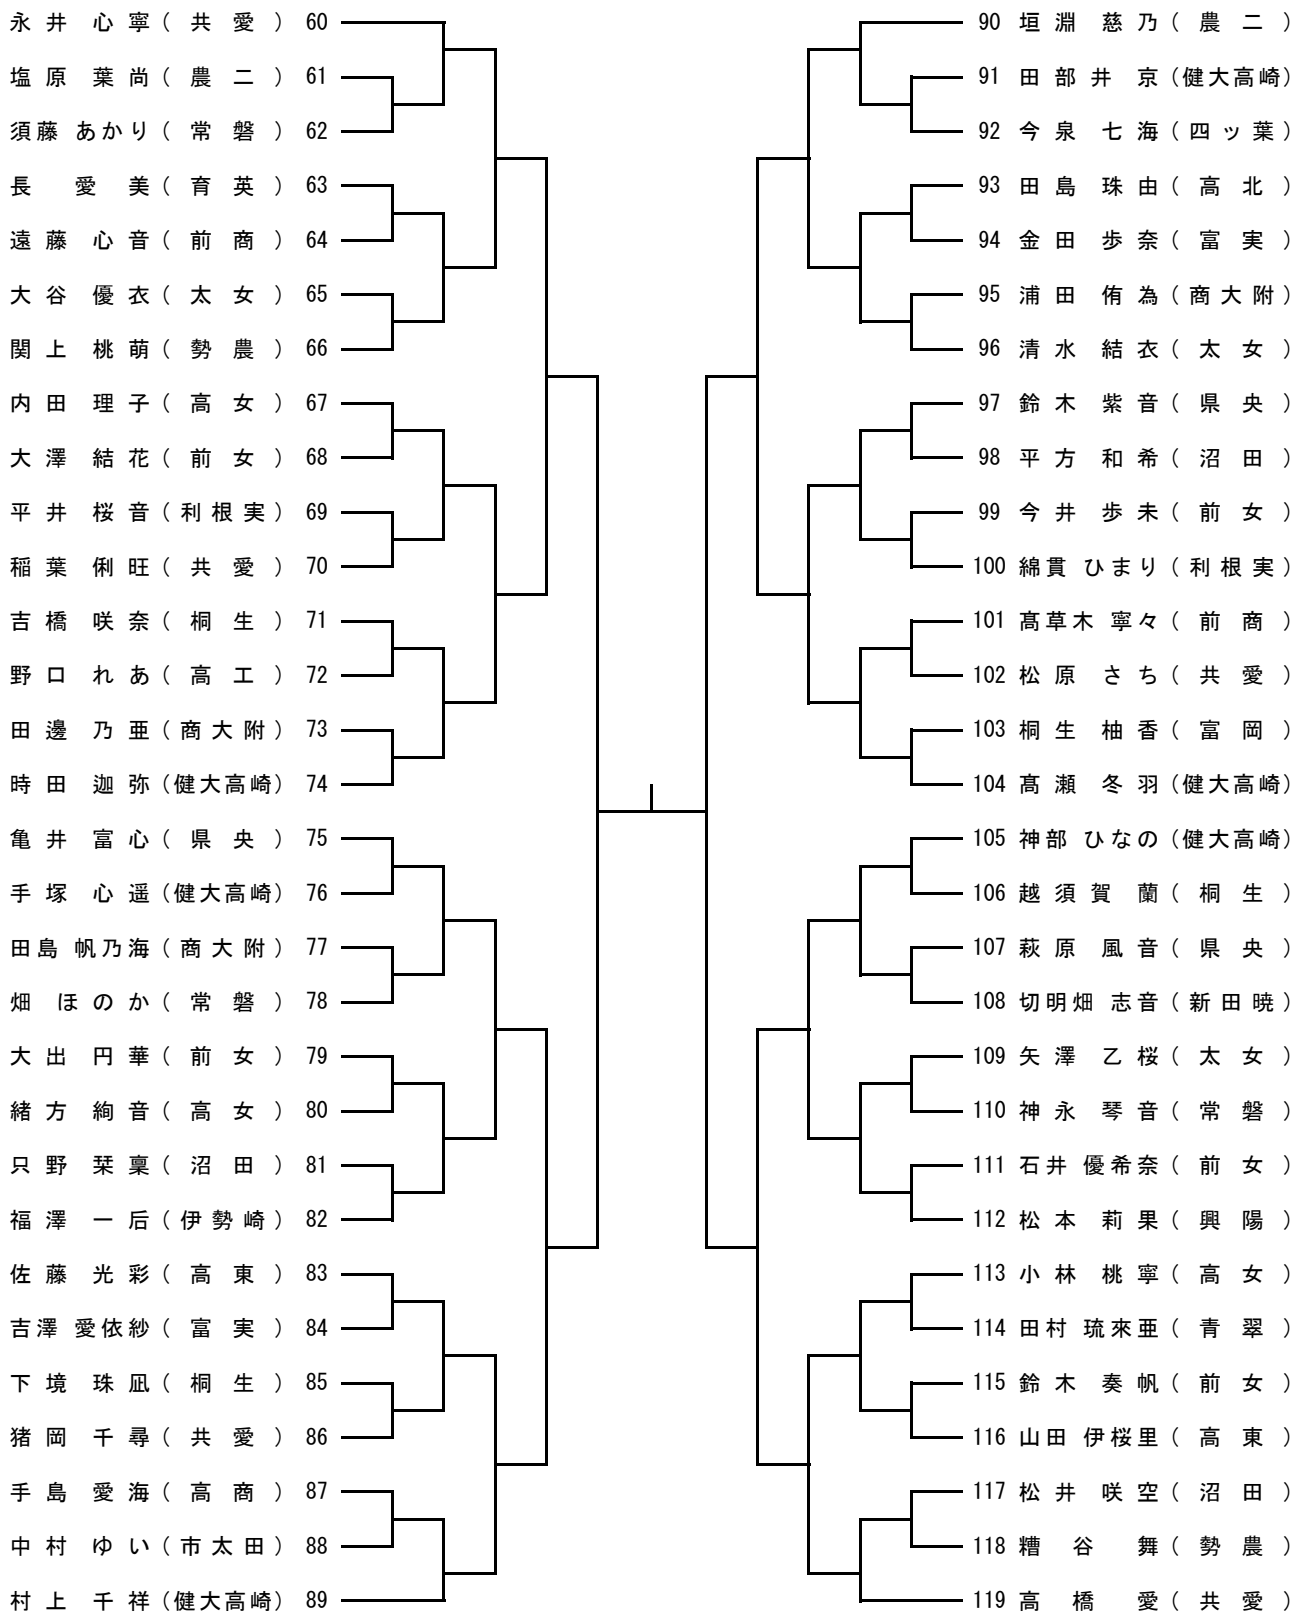 永井 心寧 (共愛) 60
塩原 葉尚 (農二) 61
須藤 あかり (常磐) 62
長 愛美 (育英) 63
遠藤 心音 (前商) 64
大谷 優衣 (太女) 65
関上 桃萌 (勢農) 66
内田 理子 (高女) 67
大澤 結花 (前女) 68
平井 桜音 (利根実) 69
稲葉 俐旺 (共愛) 70
吉橋 咲奈 (桐生) 71
野口 れあ (高工) 72
田邊 乃亜 (商大附) 73
時田 迦弥 (健大高崎) 74
亀井 富心 (県央) 75
手塚 心遥 (健大高崎) 76
田島 帆乃海 (商大附) 77
畑 ほのか (常磐) 78
大出 円華 (前女) 79
緒方 絢音 (高女) 80
只野 栞稟 (沼田) 81
福澤 一后 (伊勢崎) 82
佐藤 光彩 (高東) 83
吉澤 愛依紗 (富実) 84
下境 珠凪 (桐生) 85
猪岡 千尋 (共愛) 86
手島 愛海 (高商) 87
中村 ゆい (市太田) 88
村上 千祥 (健大高崎) 89
90 垣淵 慈乃 (農二)
91 田部井 京 (健大高崎)
92 今泉 七海 (四ッ葉)
93 田島 珠由 (高北)
94 金田 歩奈 (富実)
95 浦田 侑為 (商大附)
96 清水 結衣 (太女)
97 鈴木 紫音 (県央)
98 平方 和希 (沼田)
99 今井 歩未 (前女)
100 綿貫 ひまり (利根実)
101 髙草木 寧々 (前商)
102 松原 さち (共愛)
103 桐生 柚香 (富岡)
104 髙瀬 冬羽 (健大高崎)
105 神部 ひなの (健大高崎)
106 越須賀 蘭 (桐生)
107 萩原 風音 (県央)
108 切明畑 志音 (新田暁)
109 矢澤 乙桜 (太女)
110 神永 琴音 (常磐)
111 石井 優希奈 (前女)
112 松本 莉果 (興陽)
113 小林 桃寧 (高女)
114 田村 琉來亜 (青翠)
115 鈴木 奏帆 (前女)
116 山田 伊桜里 (高東)
117 松井 咲空 (沼田)
118 糟谷 舞 (勢農)
119 高橋 愛 (共愛)